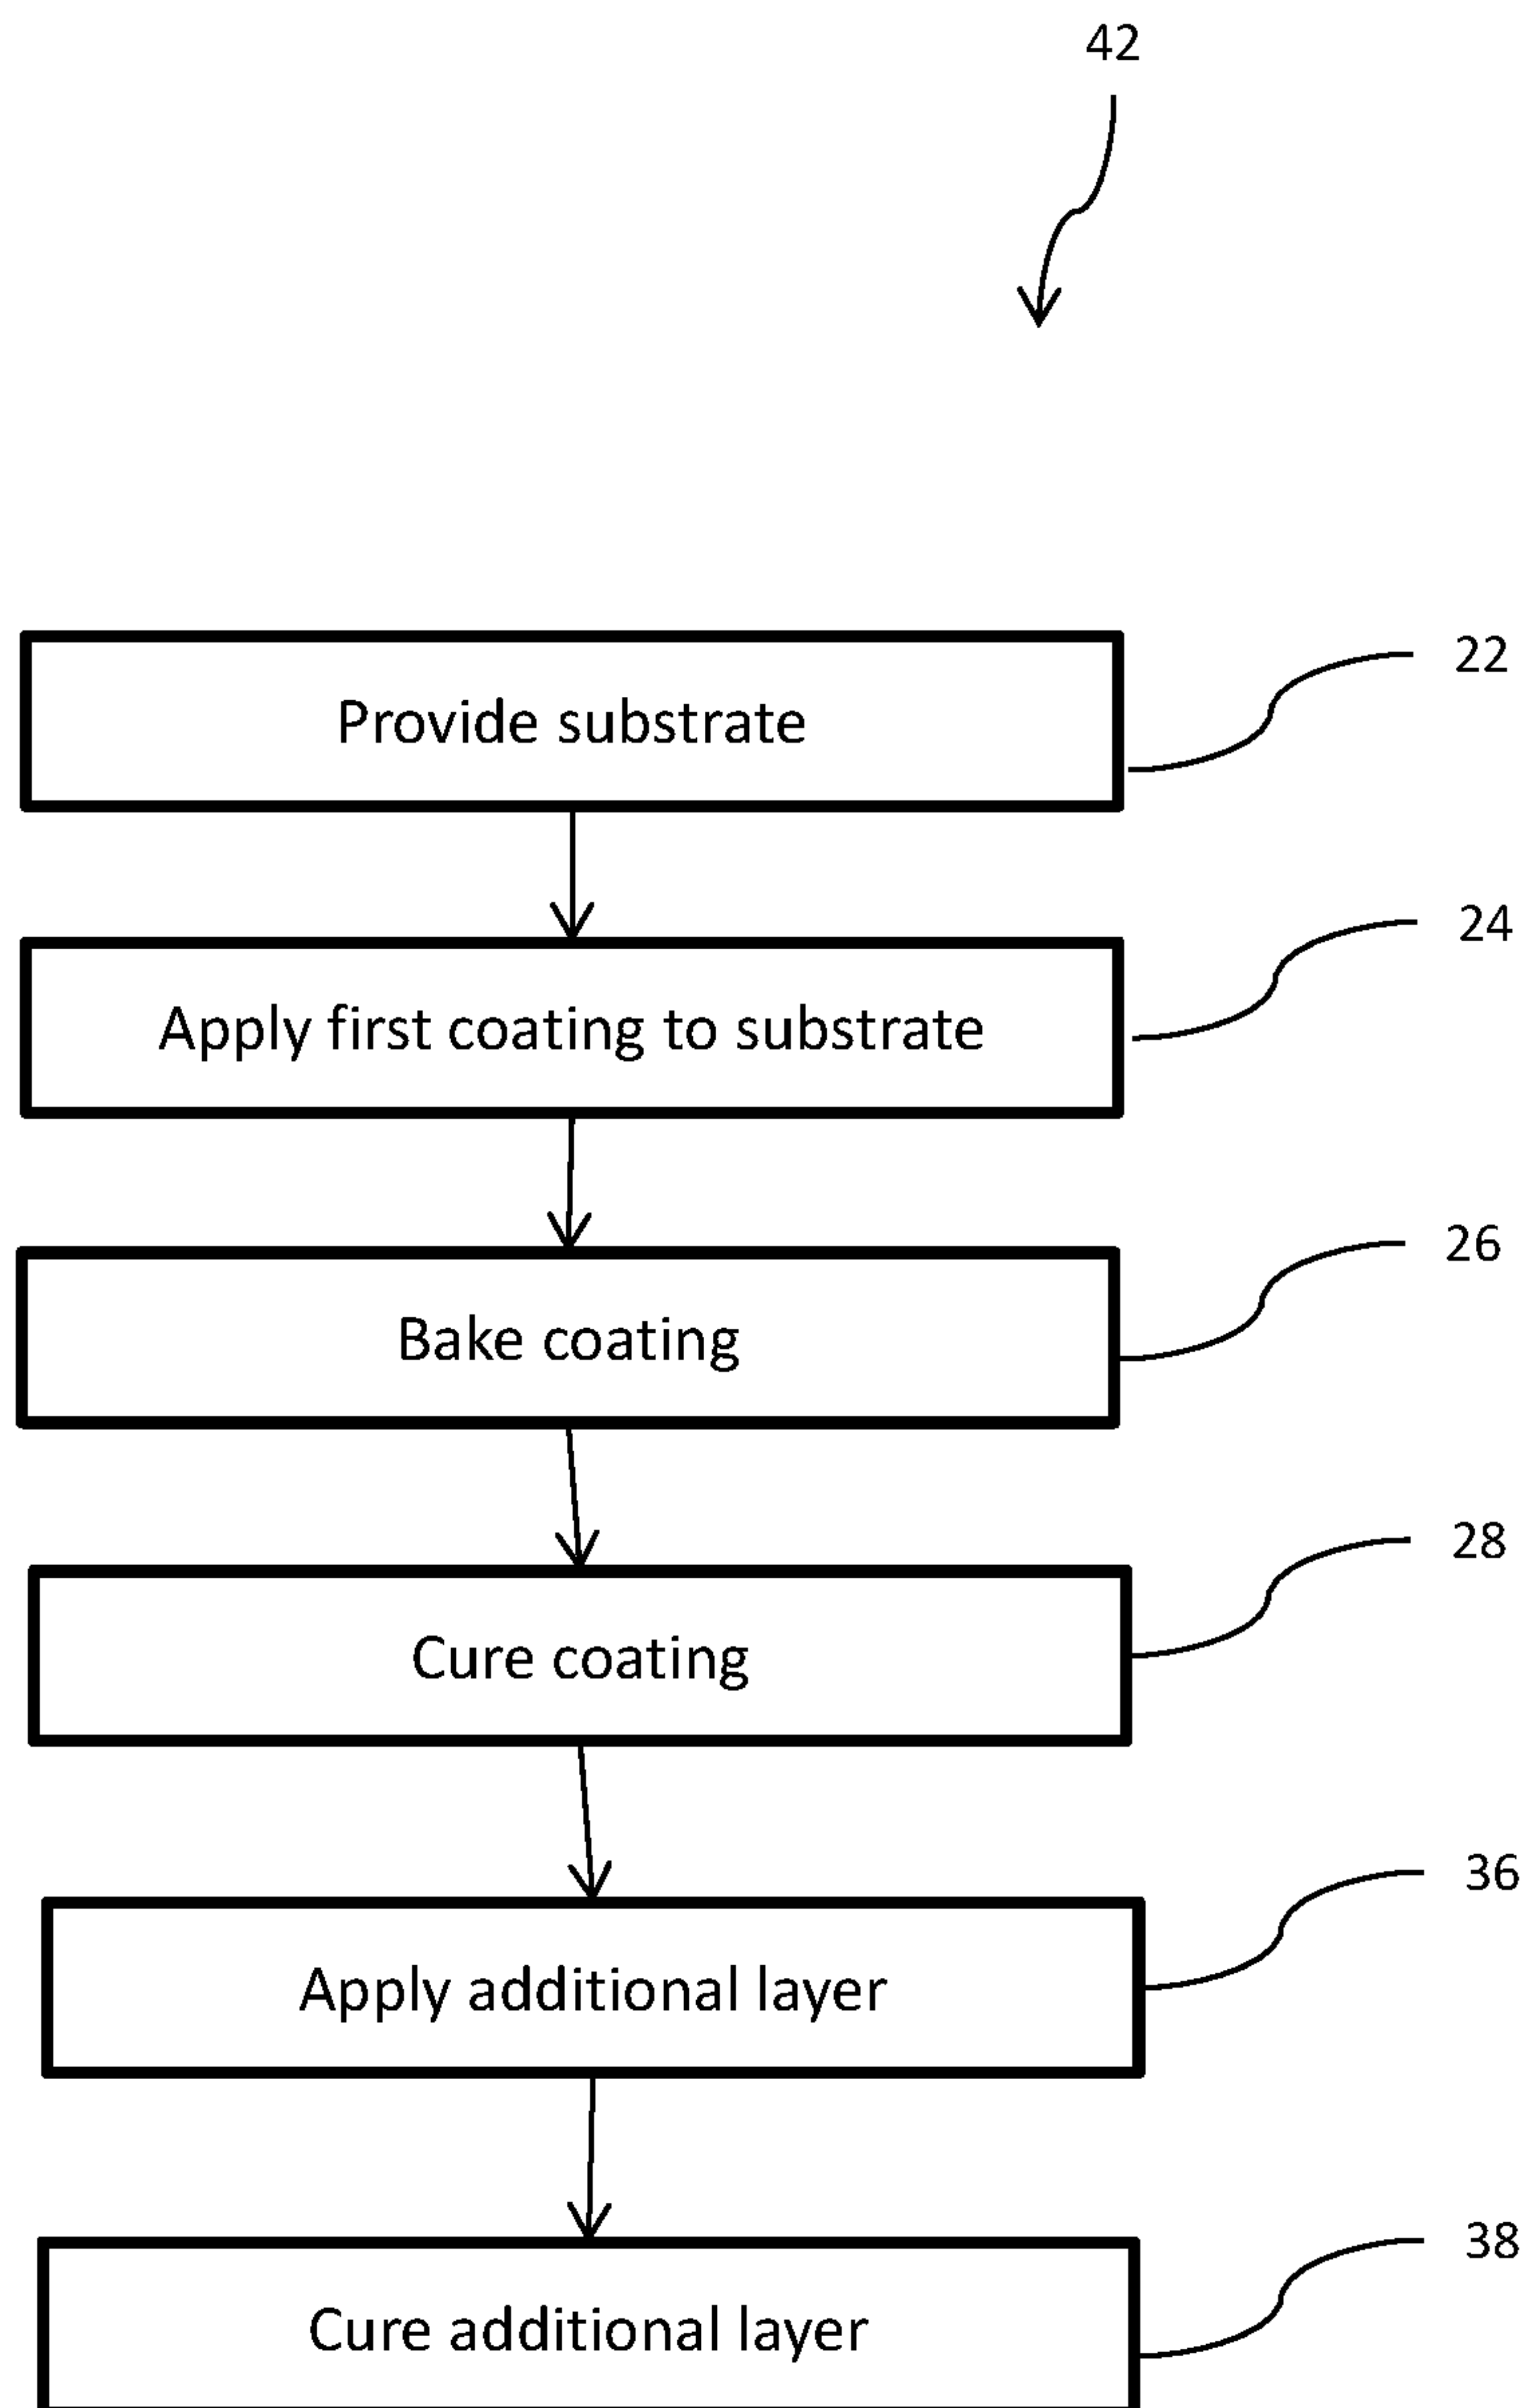 42
Provide substrate
22
Apply first coating to substrate
24
Bake coating
26
Cure coating
28
Apply additional layer
36
Cure additional layer
38